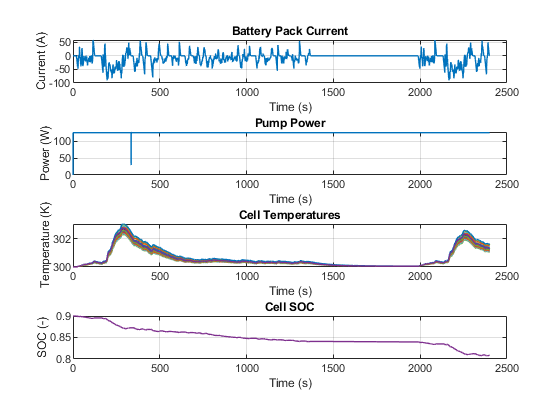 Battery Pack Current
50
0
-50
-100
Current (A)
0 500 1000 1500 2000 2500
Time (s)
Pump Power
100
50
0
Power (W)
0 500 1000 1500 2000 2500
Time (s)
Cell Temperatures
302
300
Temperature (K)
0 500 1000 1500 2000 2500
Time (s)
Cell SOC
0.9
0.85
0.8
SOC (-)
0 500 1000 1500 2000 2500
Time (s)